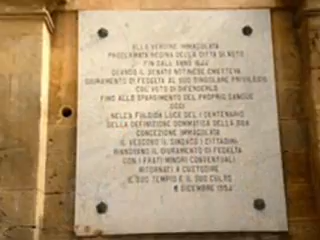 ALLA VERGINE IMMACOLATA
PROCLAMATA REGINA DELLA CITTÀ DI NOTO
FIN DALL'ANNO
QUANDO IL SENATO NOTINESE EMETTEVA
GIURAMENTO DI FEDELTÀ AL SUO SINGOLARE PRIVILEGIO
COL VOTO DI DIFENDERLO
FINO ALLO SPARGIMENTO DEL PROPRIO SANGUE
OGGI
NELLA FULGIDA LUCE DEL I CENTENARIO
DELLA DEFINIZIONE DOMMATICA DELLA SUA
CONCEZIONE IMMACOLATA
IL VESCOVO IL SINDACO I CITTADINI
RINNOVANO IL GIURAMENTO DI FEDELTÀ
CON I FRATI MINORI CONVENTUALI
RITORNATI A CUSTODIRE
IL SUO TEMPIO E IL SUO CULTO
8 DICEMBRE 1954